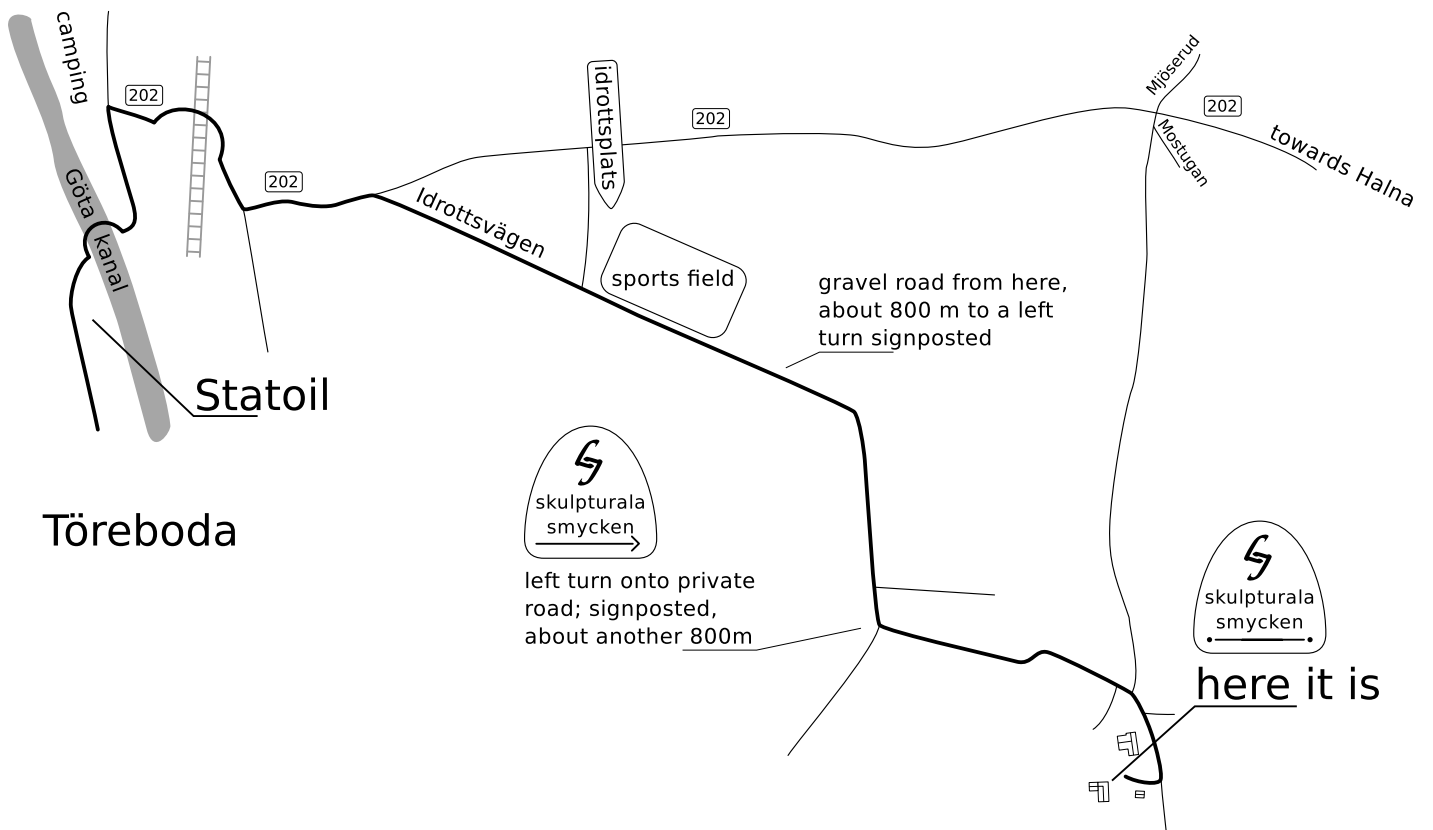 camping
202
Göta
kanal
202
Statoil
Töreboda
Idrottsvägen
idrottsplats
202
sports field
gravel road from here,
about 800 m to a left
turn signposted
Mjöserud
202
Mostugan
towards Halna
skulpturala
smycken
left turn onto private
road; signposted,
about another 800m
skulpturala
smycken
here it is